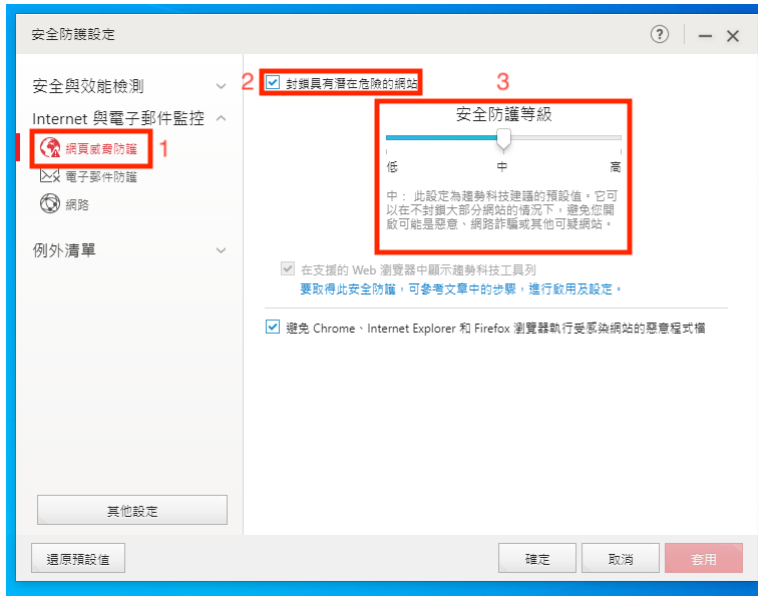 安全防護設定
?
安全與效能檢測
Internet 與電子郵件監控
1
網頁威脅防護
電子郵件防護
網路
例外清單
其他設定
還原預設值
2
封鎖具有潛在危險的網站
3
安全防護等級
低 中 高
中： 此設定為趨勢科技建議的預設值。它可
以在不封鎖大部分網站的情況下，避免您開
啟可能是惡意、網路詐騙或其他可疑網站。
在支援的 Web 瀏覽器中顯示趨勢科技工具列
要取得此安全防護，可參考文章中的步驟，進行啟用及設定。
避免 Chrome、Internet Explorer 和 Firefox 瀏覽器執行受感染網站的惡意程式檔
確定
取消
套用